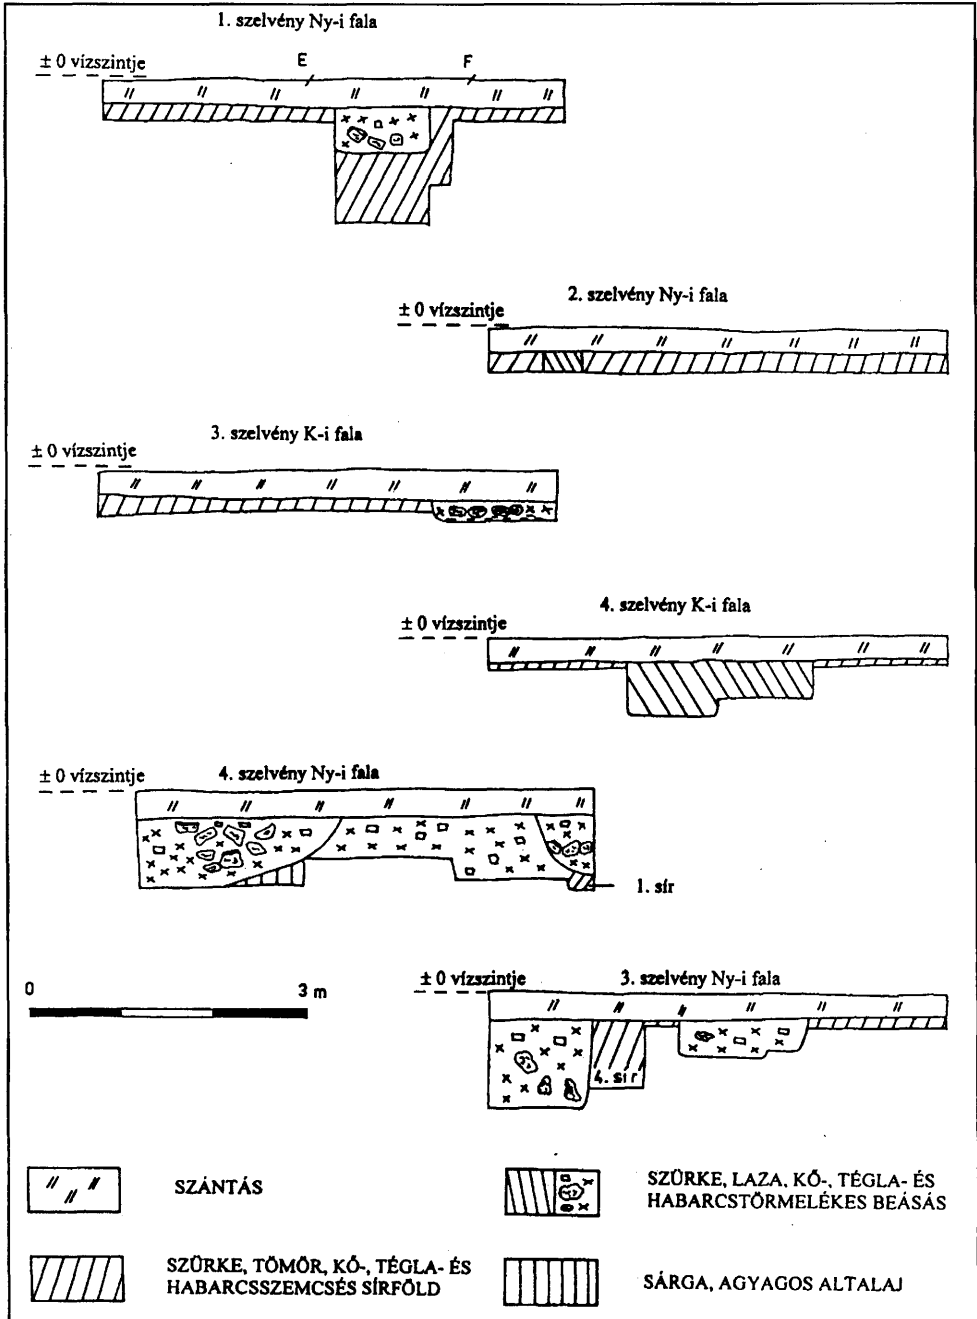 1. szelvény Ny-i fala
± 0 vízszintje
E
F
2. szelvény Ny-i fala
± 0 vízszintje
3. szelvény K-i fala
± 0 vízszintje
4. szelvény K-i fala
± 0 vízszintje
± 0 vízszintje
4. szelvény Ny-i fala
1. sír
± 0 vízszintje
3. szelvény Ny-i fala
0
3 m
4. sír
SZÁNTÁS
SZÜRKE, LAZA, KŐ-, TÉGLA- ÉS
HABARCSTÖRMELÉKES BEÁSÁS
SZÜRKE, TÖMÖR, KŐ-, TÉGLA- ÉS
HABARCSSZEMCSÉS SÍRFÖLD
SÁRGA, AGYAGOS ALTALAJ